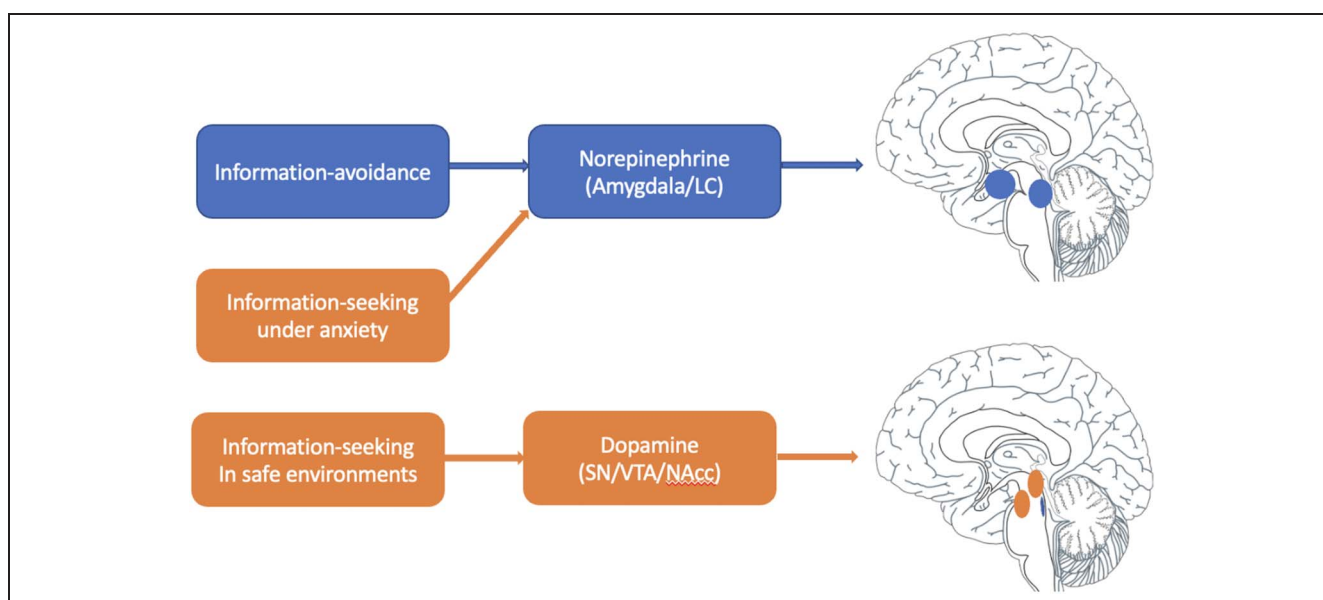 Information-avoidance
Norepinephrine
(Amygdala/LC)
Information-seeking
under anxiety
Information-seeking
In safe environments
Dopamine
(SN/VTA/NAcc)